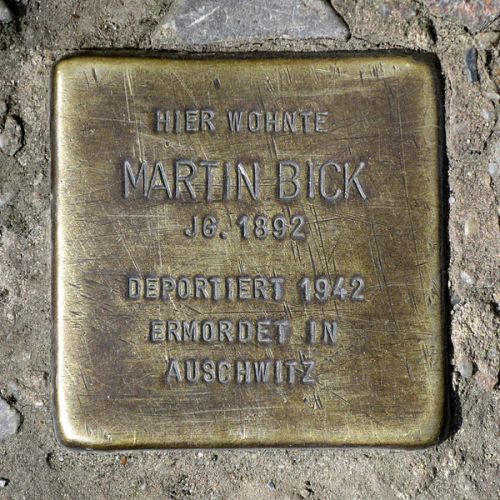 HIER WOHNTE
MARTIN BICK
JG. 1892
DEPORTIERT 1942
ERMORDET IN
AUSCHWITZ